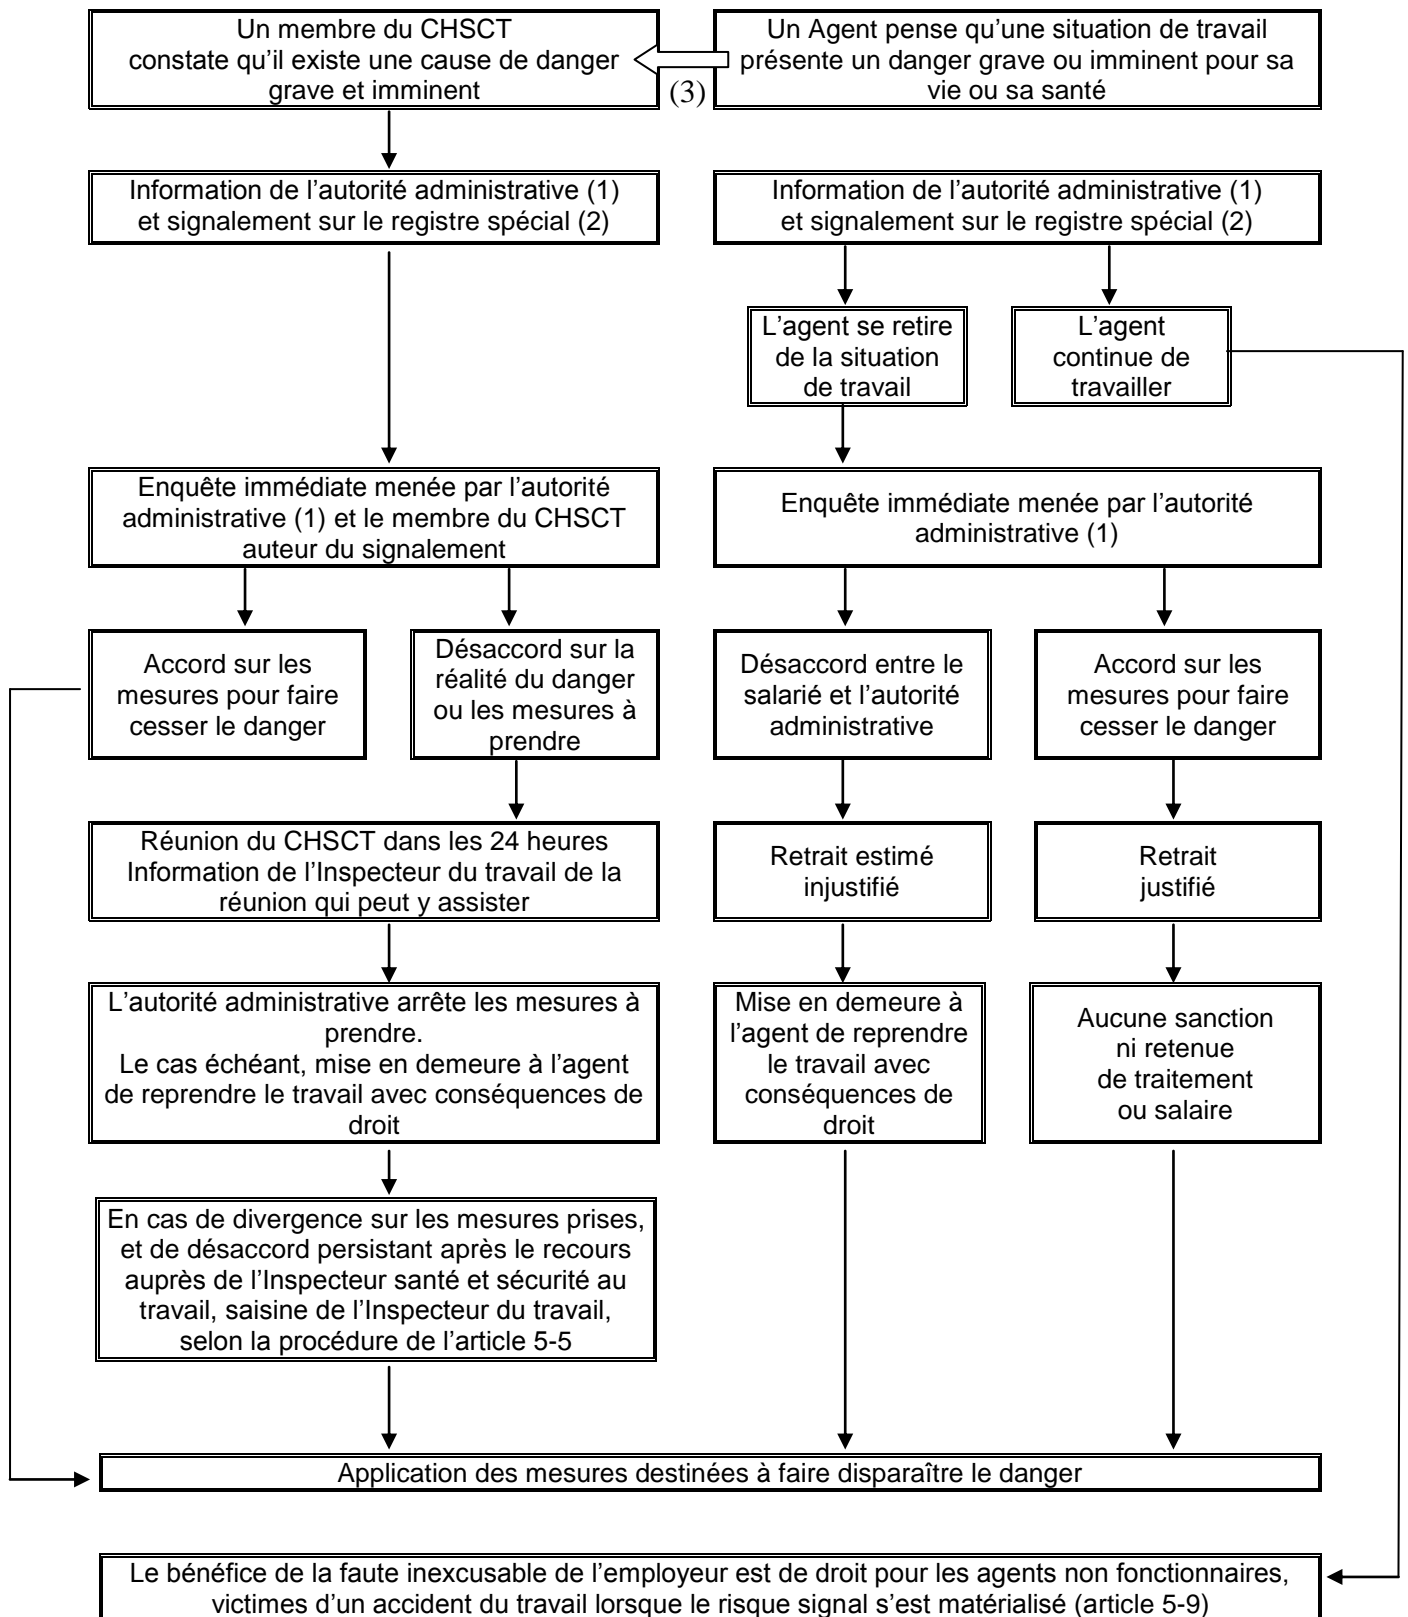 Un membre du CHSCT
constate qu'il existe une cause de danger
grave et imminent
(3)
Un Agent pense qu'une situation de travail
présente un danger grave ou imminent pour sa
vie ou sa santé
Information de l'autorité administrative (1)
et signalement sur le registre spécial (2)
Information de l'autorité administrative (1)
et signalement sur le registre spécial (2)
L'agent se retire
de la situation
de travail
L'agent
continue de
travailler
Enquête immédiate menée par l'autorité
administrative (1) et le membre du CHSCT
auteur du signalement
Enquête immédiate menée par l'autorité
administrative (1)
Accord sur les
mesures pour faire
cesser le danger
Désaccord sur la
réalité du danger
ou les mesures à
prendre
Désaccord entre le
salarié et l'autorité
administrative
Accord sur les
mesures pour faire
cesser le danger
Réunion du CHSCT dans les 24 heures
Information de l'Inspecteur du travail de la
réunion qui peut y assister
Retrait estimé
injustifié
Retrait
justifié
L'autorité administrative arrête les mesures à
prendre.
Le cas échéant, mise en demeure à l'agent
de reprendre le travail avec conséquences de
droit
Mise en demeure à
l'agent de reprendre
le travail avec
conséquences de
droit
Aucune sanction
ni retenue
de traitement
ou salaire
En cas de divergence sur les mesures prises,
et de désaccord persistant après le recours
auprès de l'Inspecteur santé et sécurité au
travail, saisine de l'Inspecteur du travail,
selon la procédure de l'article 5-5
Application des mesures destinées à faire disparaître le danger
Le bénéfice de la faute inexcusable de l'employeur est de droit pour les agents non fonctionnaires,
victimes d'un accident du travail lorsque le risque signal s'est matérialisé (article 5-9)